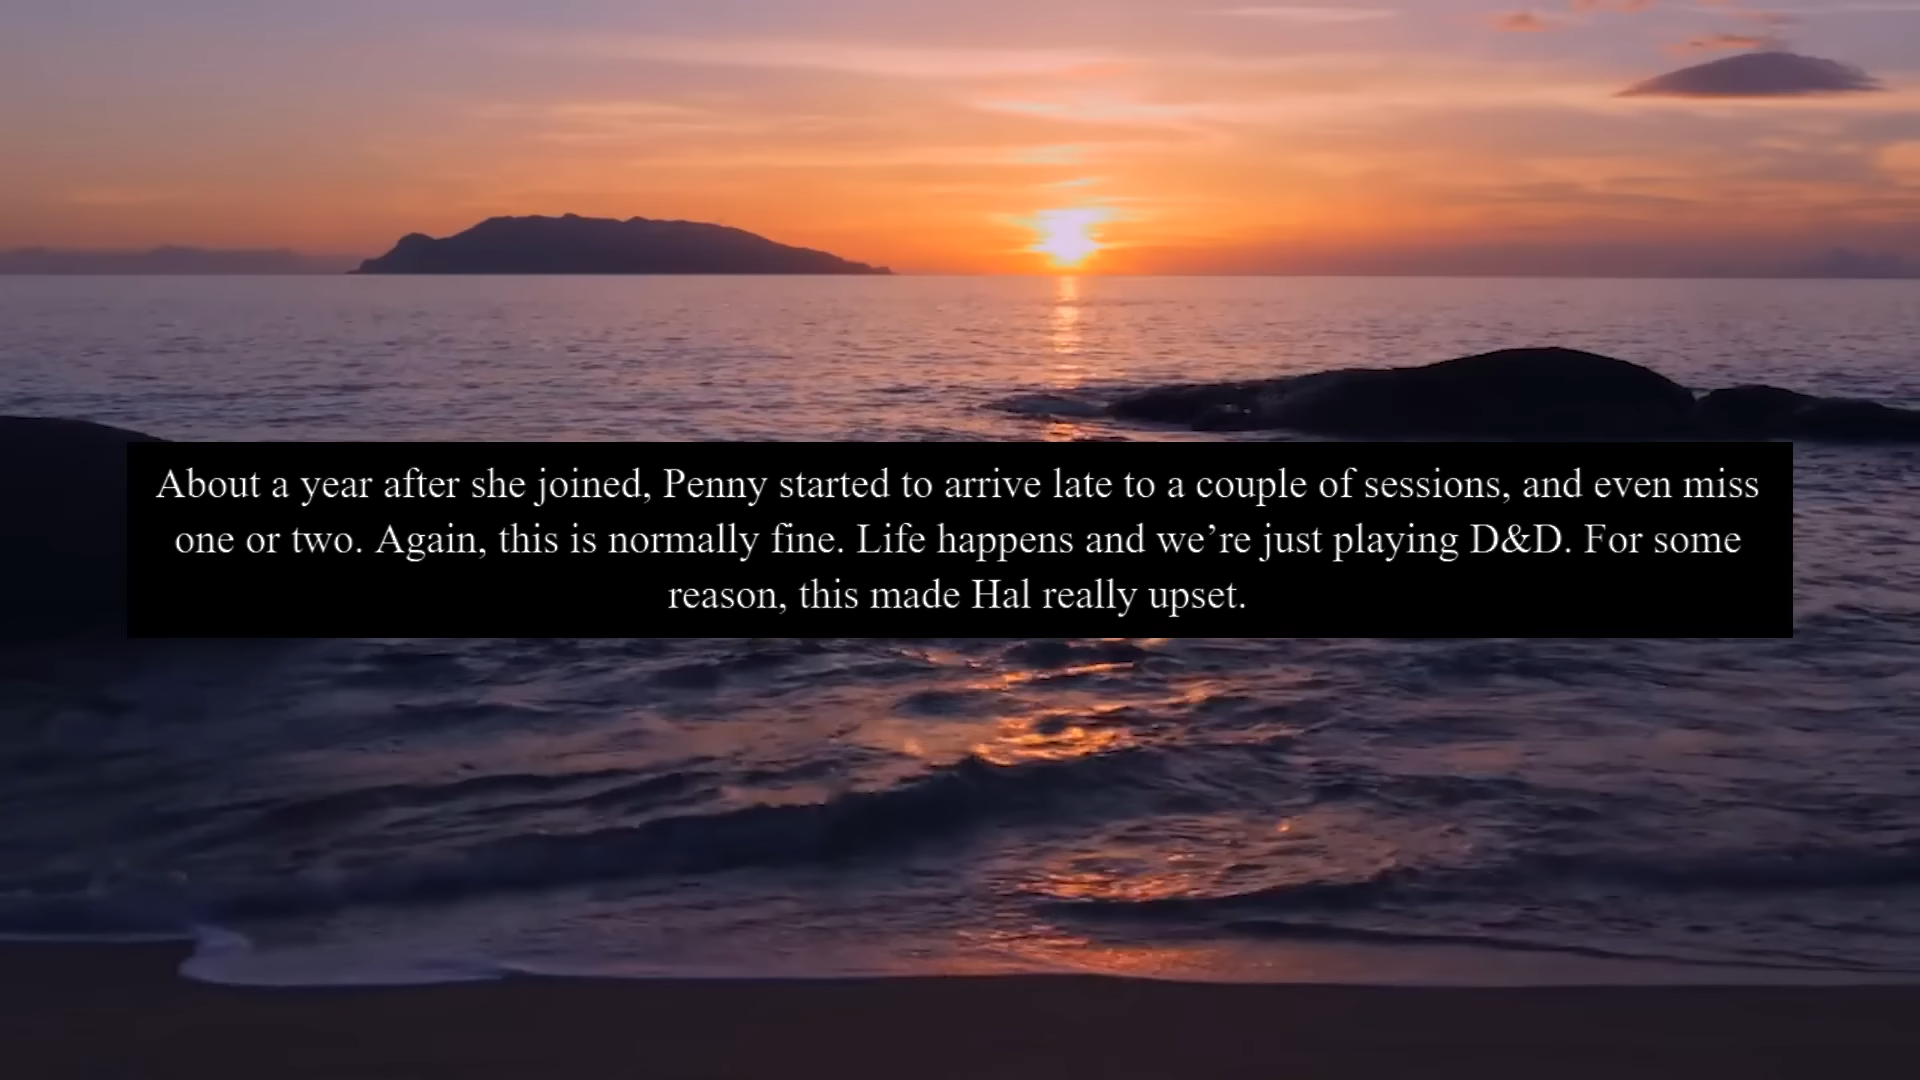 About a year after she joined, Penny started to arrive late to a couple of sessions, and even miss
one or two. Again, this is normally fine. Life happens and we’re just playing D&D. For some
reason, this made Hal really upset.